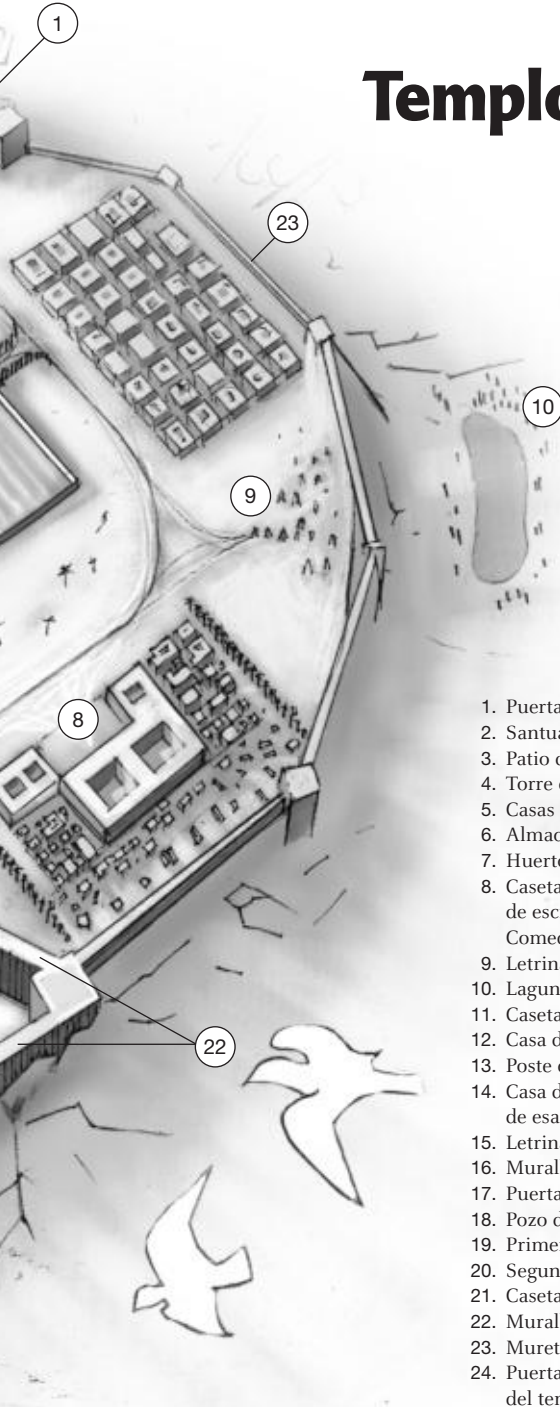 1
Templo
23
10
9
8
22
1. Puerta
2. Santua
3. Patio d
4. Torre d
5. Casas
6. Almac
7. Huerto
8. Caseta
de esc
Comed
9. Letrin
10. Lagun
11. Caseta
12. Casa d
13. Poste d
14. Casa d
de esa
15. Letrin
16. Mural
17. Puerta
18. Pozo d
19. Prime
20. Segun
21. Caseta
22. Mural
23. Muret
24. Puerta
del ten